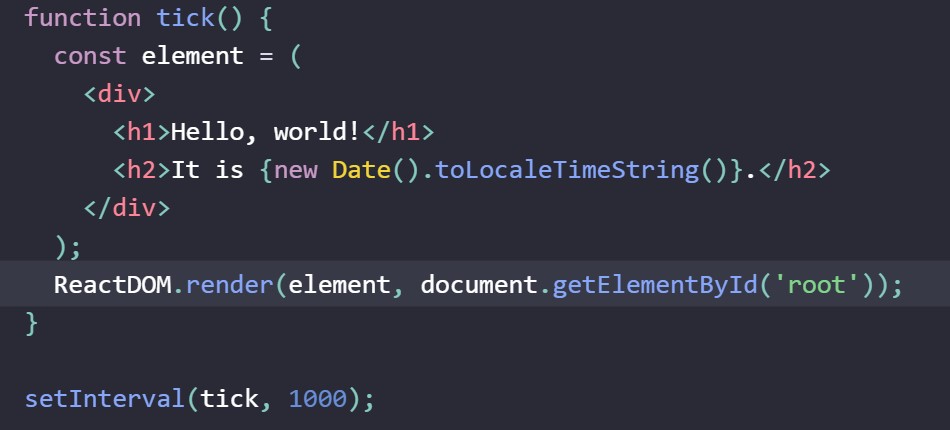 function tick() {
  const element = (
    <div>
      <h1>Hello, world!</h1>
      <h2>It is {new Date().toLocaleTimeString()}.</h2>
    </div>
  );
  ReactDOM.render(element, document.getElementById('root'));
}

setInterval(tick, 1000);